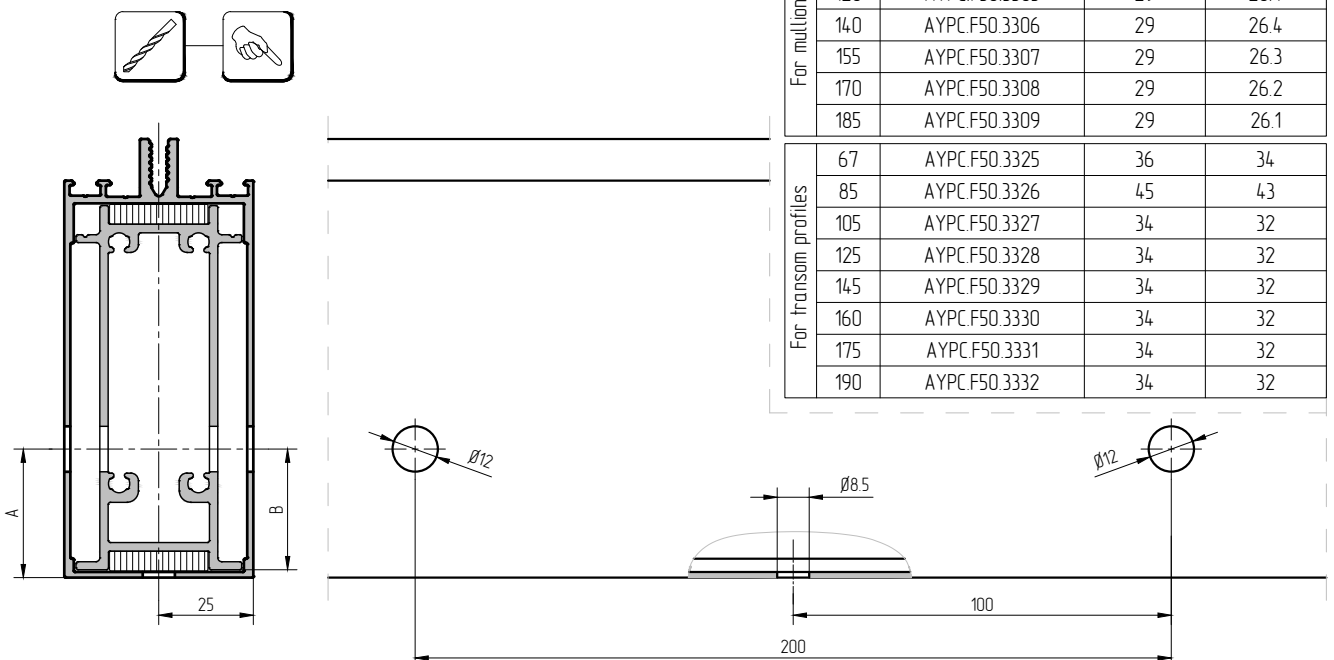 For mullion
140 AYPC.F50.3306 29 26.4
155 AYPC.F50.3307 29 26.3
170 AYPC.F50.3308 29 26.2
185 AYPC.F50.3309 29 26.1
For transom profiles
67 AYPC.F50.3325 36 34
85 AYPC.F50.3326 45 43
105 AYPC.F50.3327 34 32
125 AYPC.F50.3328 34 32
145 AYPC.F50.3329 34 32
160 AYPC.F50.3330 34 32
175 AYPC.F50.3331 34 32
190 AYPC.F50.3332 34 32
Ø12
Ø12
Ø8.5
A
B
25
100
200